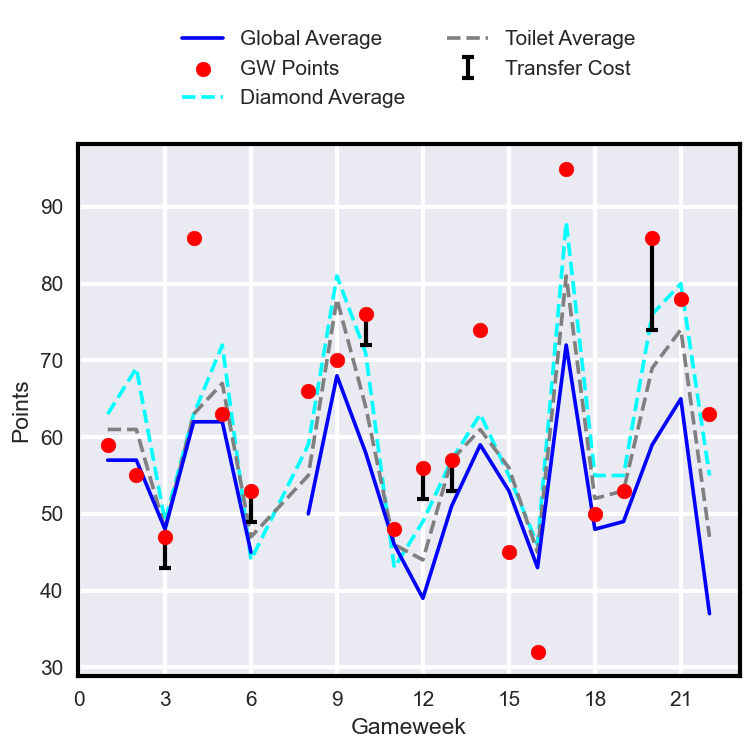 Global Average
GW Points
Diamond Average
Toilet Average
Transfer Cost
Points
90
80
70
60
50
40
30
0 3 6 9 12 15 18 21
Gameweek